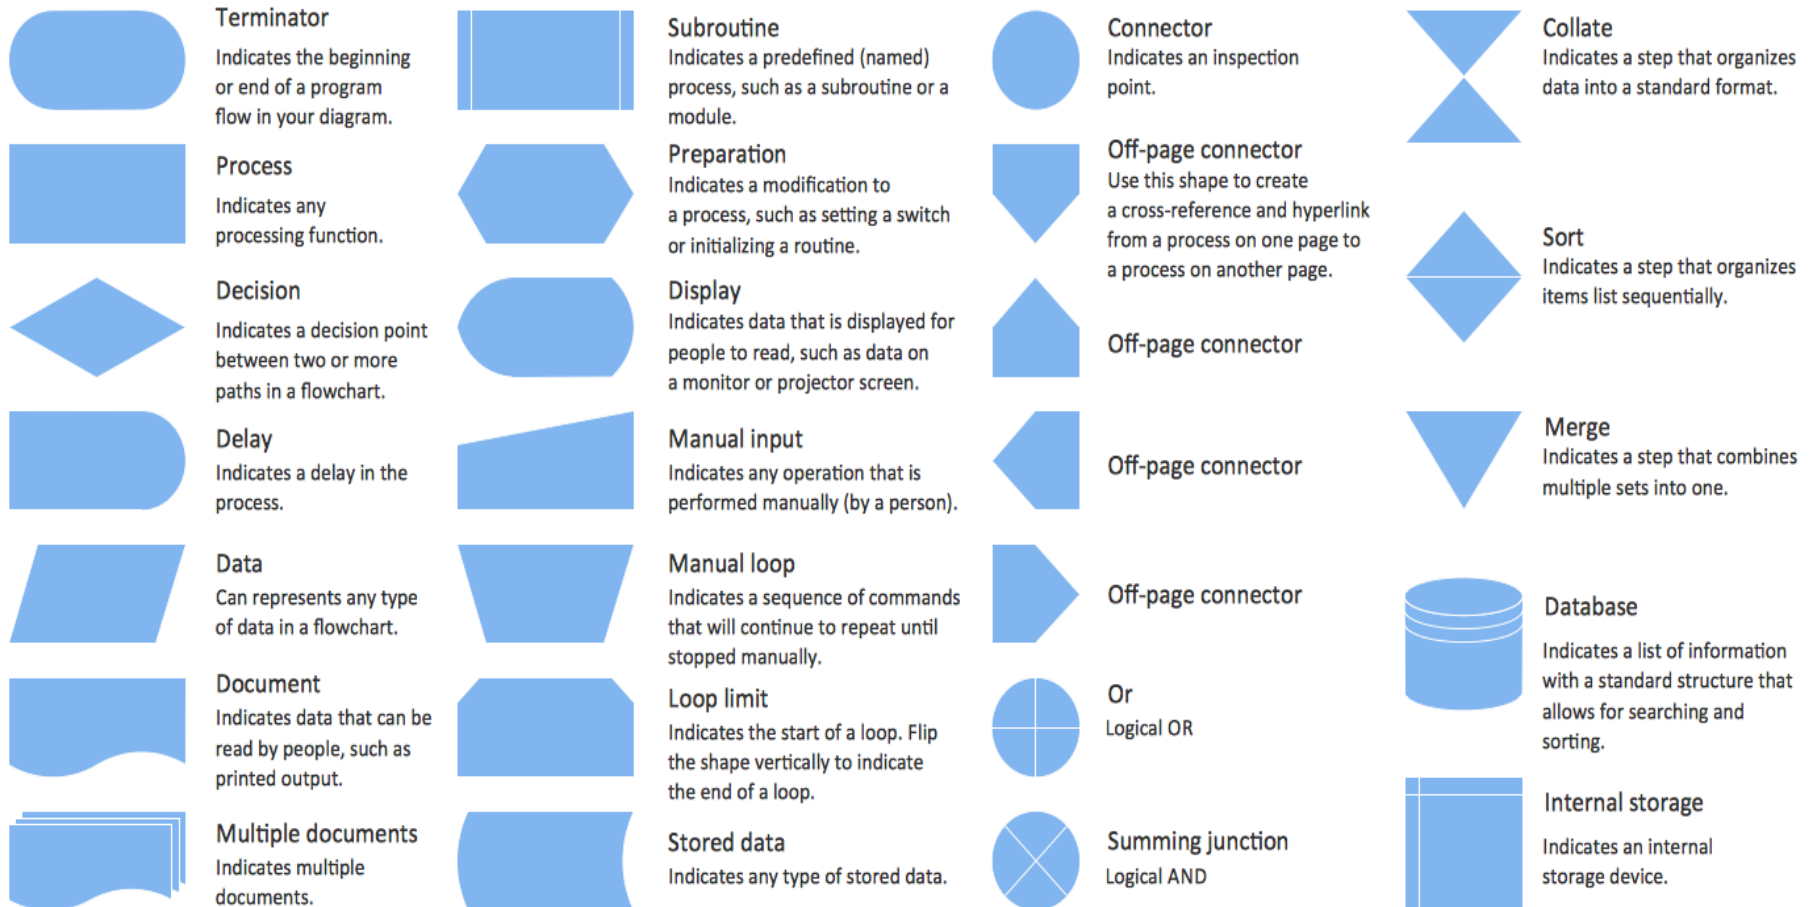 Terminator
Indicates the beginning
or end of a program
flow in your diagram.
Process
Indicates any
processing function.
Decision
Indicates a decision point
between two or more
paths in a flowchart.
Delay
Indicates a delay in the
process.
Data
Can represents any type
of data in a flowchart.
Document
Indicates data that can be
read by people, such as
printed output.
Multiple documents
Indicates multiple
documents.
Subroutine
Indicates a predefined (named)
process, such as a subroutine or a
module.
Preparation
Indicates a modification to
a process, such as setting a switch
or initializing a routine.
Display
Indicates data that is displayed for
people to read, such as data on
a monitor or projector screen.
Manual input
Indicates any operation that is
performed manually (by a person).
Manual loop
Indicates a sequence of commands
that will continue to repeat until
stopped manually.
Loop limit
Indicates the start of a loop. Flip
the shape vertically to indicate
the end of a loop.
Stored data
Indicates any type of stored data.
Connector
Indicates an inspection
point.
Off-page connector
Use this shape to create
a cross-reference and hyperlink
from a process on one page to
a process on another page.
Off-page connector
Off-page connector
Off-page connector
Or
Logical OR
Summing junction
Logical AND
Collate
Indicates a step that organizes
data into a standard format.
Sort
Indicates a step that organizes
items list sequentially.
Merge
Indicates a step that combines
multiple sets into one.
Database
Indicates a list of information
with a standard structure that
allows for searching and
sorting.
Internal storage
Indicates an internal
storage device.